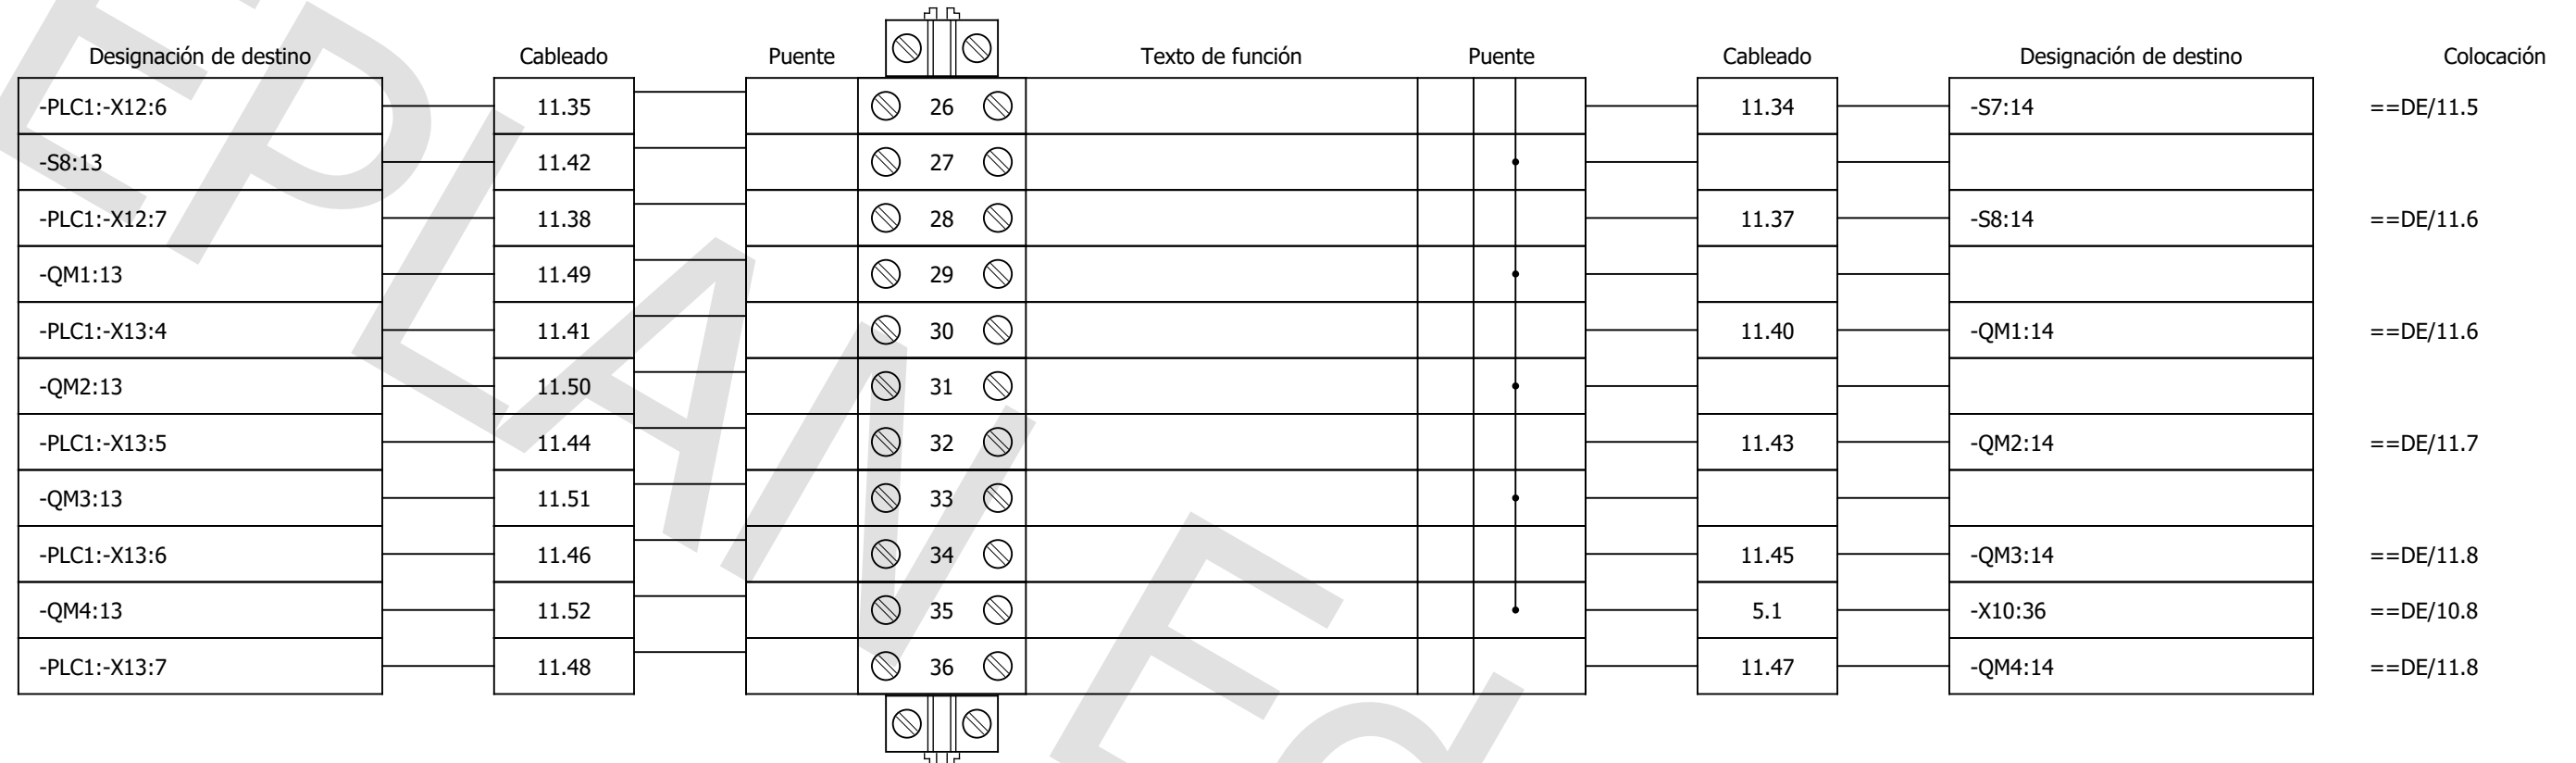 Designación de destino Cableado Puente Texto de función Puente Cableado Designación de destino Colocación
-PLC1:-X12:6 11.35 26 11.34 -S7:14 ==DE/11.5
-S8:13 11.42 27
-PLC1:-X12:7 11.38 28 11.37 -S8:14 ==DE/11.6
-QM1:13 11.49 29
-PLC1:-X13:4 11.41 30 11.40 -QM1:14 ==DE/11.6
-QM2:13 11.50 31
-PLC1:-X13:5 11.44 32 11.43 -QM2:14 ==DE/11.7
-QM3:13 11.51 33
-PLC1:-X13:6 11.46 34 11.45 -QM3:14 ==DE/11.8
-QM4:13 11.52 35 5.1 -X10:36 ==DE/10.8
-PLC1:-X13:7 11.48 36 11.47 -QM4:14 ==DE/11.8
EPLAN Ed